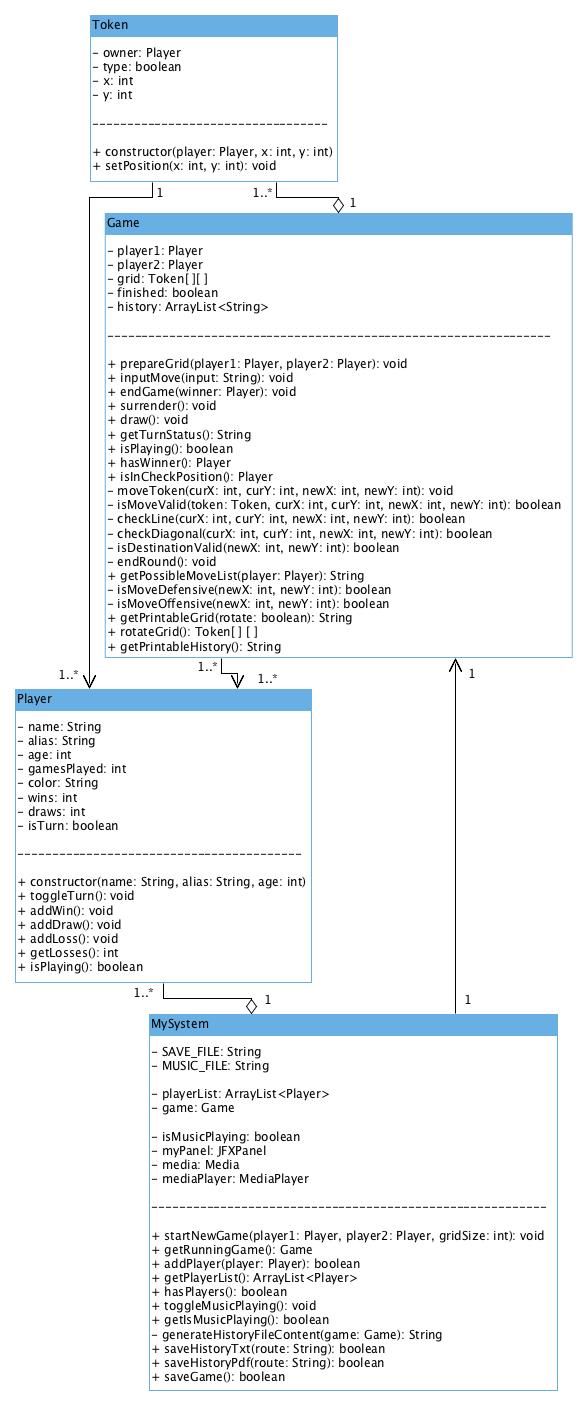 Token
- owner: Player
- type: boolean
- x: int
- y: int
----------------------------------
+ constructor(player: Player, x: int, y: int)
+ setPosition(x: int, y: int): void
1
1..*
1
Game
- player1: Player
- player2: Player
- grid: Token[ ][ ]
- finished: boolean
- history: ArrayList<String>
----------------------------------------------------------------
+ prepareGrid(player1: Player, player2: Player): void
+ inputMove(input: String): void
+ endGame(winner: Player): void
+ surrender(): void
+ draw(): void
+ getTurnStatus(): String
+ isPlaying(): boolean
+ hasWinner(): Player
+ isInCheckPosition(): Player
- moveToken(curX: int, curY: int, newX: int, newY: int): void
- isMoveValid(token: Token, curX: int, curY: int, newX: int, newY: int): boolean
- checkLine(curX: int, curY: int, newX: int, newY: int): boolean
- checkDiagonal(curX: int, curY: int, newX: int, newY: int): boolean
- isDestinationValid(newX: int, newY: int): boolean
- endRound(): void
+ getPossibleMoveList(player: Player): String
- isMoveDefensive(newX: int, newY: int): boolean
- isMoveOffensive(newX: int, newY: int): boolean
+ getPrintableGrid(rotate: boolean): String
+ rotateGrid(): Token[ ] [ ]
+ getPrintableHistory(): String
1..*
1..*
1..*
1
Player
- name: String
- alias: String
- age: int
- gamesPlayed: int
- color: String
- wins: int
- draws: int
- isTurn: boolean
-----------------------------------------
+ constructor(name: String, alias: String, age: int)
+ toggleTurn(): void
+ addWin(): void
+ addDraw(): void
+ addLoss(): void
+ getLosses(): int
+ isPlaying(): boolean
1..*
1
1
MySystem
- SAVE_FILE: String
- MUSIC_FILE: String
- playerList: ArrayList<Player>
- game: Game
- isMusicPlaying: boolean
- myPanel: JFXPanel
- media: Media
- mediaPlayer: MediaPlayer
---------------------------------------------------------
+ startNewGame(player1: Player, player2: Player, gridSize: int): void
+ getRunningGame(): Game
+ addPlayer(player: Player): boolean
+ getPlayerList(): ArrayList<Player>
+ hasPlayers(): boolean
+ toggleMusicPlaying(): void
+ getIsMusicPlaying(): boolean
- generateHistoryFileContent(game: Game): String
+ saveHistoryTxt(route: String): boolean
+ saveHistoryPdf(route: String): boolean
+ saveGame(): boolean